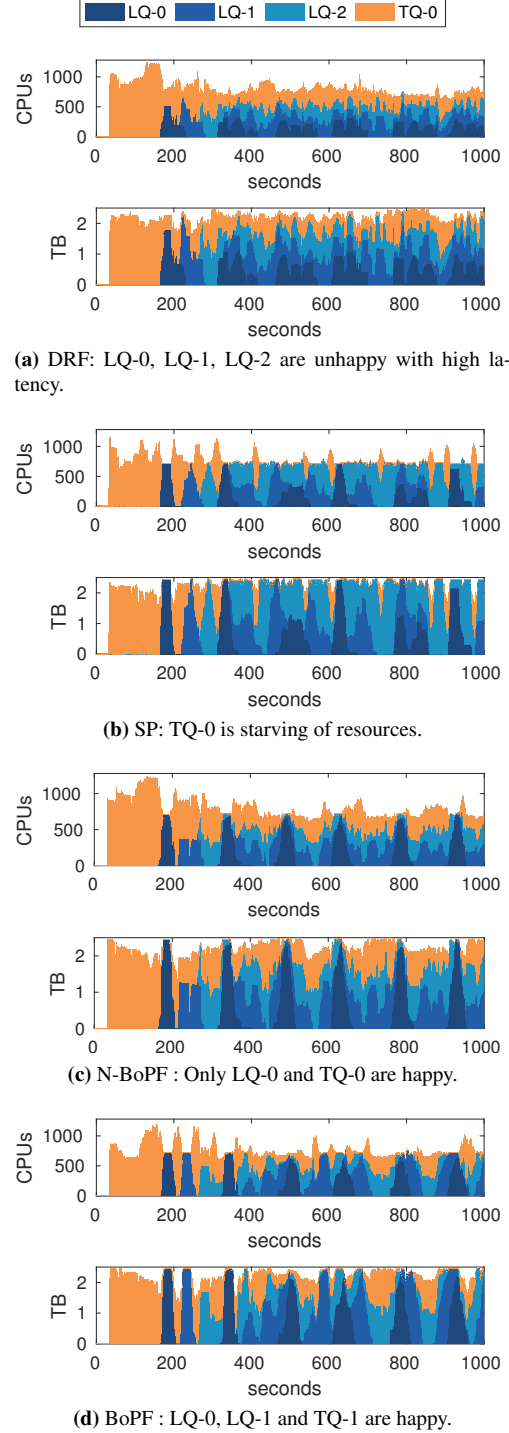 LQ-0 LQ-1 LQ-2 TQ-0
1000
500
0
CPUs
0 200 400 600 800 1000
seconds
2
1
0
TB
0 200 400 600 800 1000
seconds
(a) DRF: LQ-0, LQ-1, LQ-2 are unhappy with high la-
tency.
1000
500
0
CPUs
0 200 400 600 800 1000
seconds
2
1
0
TB
0 200 400 600 800 1000
seconds
(b) SP: TQ-0 is starving of resources.
1000
500
0
CPUs
0 200 400 600 800 1000
seconds
2
1
0
TB
0 200 400 600 800 1000
seconds
(c) N-BoPF : Only LQ-0 and TQ-0 are happy.
1000
500
0
CPUs
0 200 400 600 800 1000
seconds
2
1
0
TB
0 200 400 600 800 1000
seconds
(d) BoPF : LQ-0, LQ-1 and TQ-1 are happy.